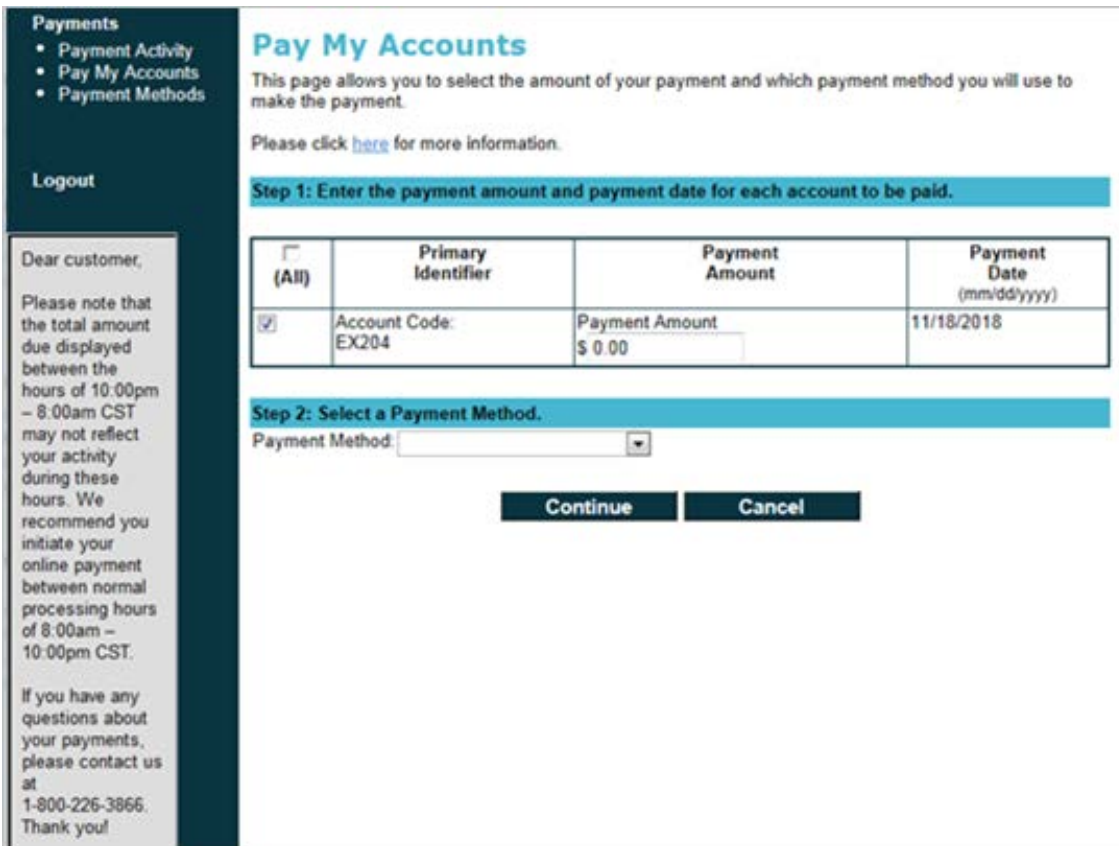 Payments
• Payment Activity
• Pay My Accounts
• Payment Methods
Logout
Dear customer,
Please note that
the total amount
due displayed
between the
hours of 10:00pm
– 8:00am CST
may not reflect
your activity
during these
hours. We
recommend you
initiate your
online payment
between normal
processing hours
of 8:00am –
10:00pm CST.
If you have any
questions about
your payments,
please contact us
at
1-800-226-3866.
Thank you!
Pay My Accounts
This page allows you to select the amount of your payment and which payment method you will use to
make the payment.
Please click here for more information.
Step 1: Enter the payment amount and payment date for each account to be paid.
(All)
Primary
Identifier
Payment
Amount
Payment
Date
(mm/dd/yyyy)
Account Code:
EX204
Payment Amount
$ 0.00
11/18/2018
Step 2: Select a Payment Method.
Payment Method:
Continue
Cancel